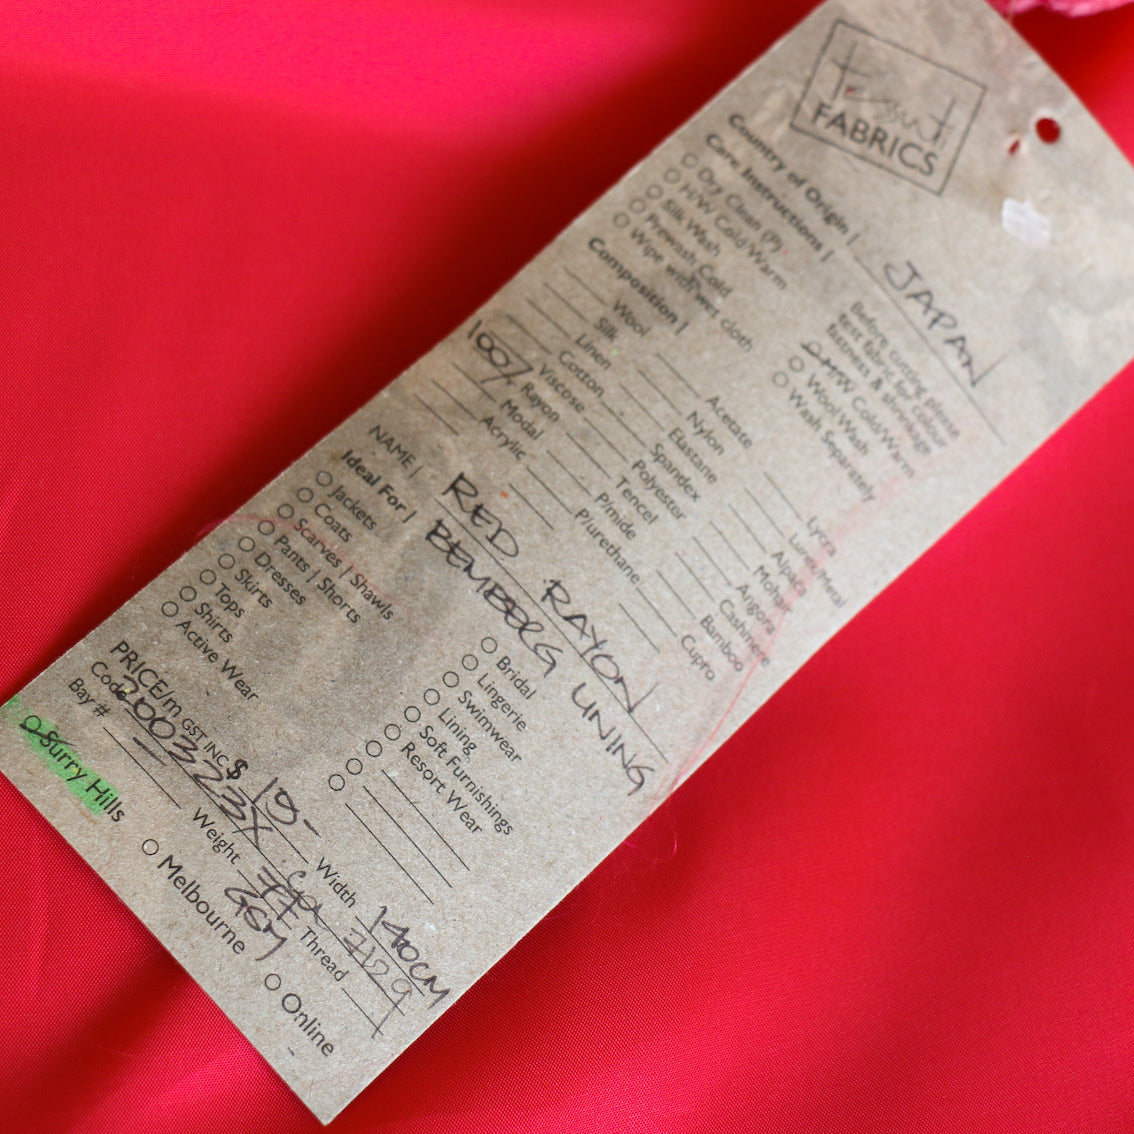 Tessuti
FABRICS
Country of Origin | JAPAN
Care Instructions |
Dry Clean (P)
H/W Cold/Warm
Silk Wash
Prewash Cold
Wipe with wet cloth
Before cutting please
test fabric for colour
fastness & shrinkage
H/W Cold/Warm
Wool Wash
Wash Separately
Composition |
Wool
Silk
Linen
Cotton
Viscose
100% Rayon
Modal
Acrylic
Acetate
Nylon
Elastane
Spandex
Polyester
Tencel
P/mide
P/urethane
Lycra
Lurex/Metal
Alpaca
Mohair
Angora
Cashmere
Bamboo
Cupro
NAME | RED RAYON
BEMBERG LINING
Ideal For |
Jackets
Coats
Scarves | Shawls
Pants | Shorts
Dresses
Skirts
Tops
Shirts
Active Wear
Bridal
Lingerie
Swimwear
Lining
Soft Furnishings
Resort Wear
PRICE/m GST INC $ 19- Width 140CM
Code 2003223X
Bay # Weight 77 GSM Thread
Surry Hills
Melbourne
Online